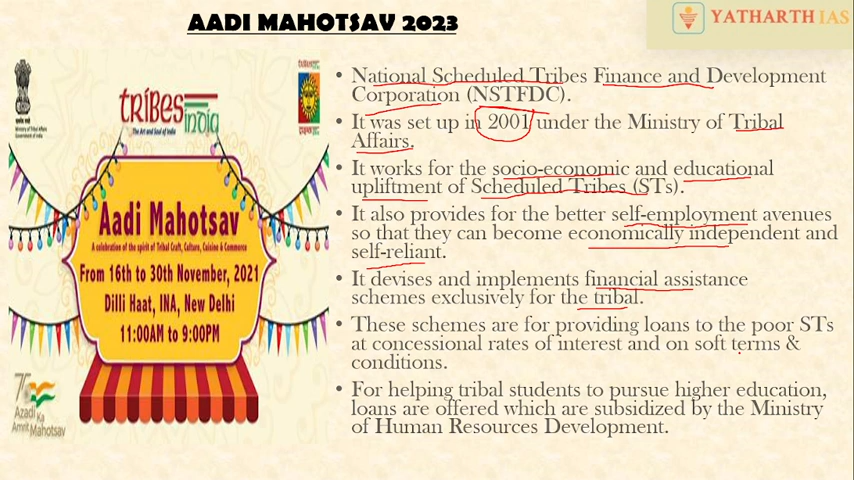 AADI MAHOTSAV 2023
YATHARTH IAS
TRIBES india
The Art and Soul of India
Aadi Mahotsav
A celebration of the spirit of Tribal Craft, Culture, Cuisine & Commerce
From 16th to 30th November, 2021
Dilli Haat, INA, New Delhi
11:00AM to 9:00PM
Azadi Ka
Amrit Mahotsav
• National Scheduled Tribes Finance and Development
Corporation (NSTFDC).
• It was set up in 2001 under the Ministry of Tribal
Affairs.
• It works for the socio-economic and educational
upliftment of Scheduled Tribes (STs).
• It also provides for the better self-employment avenues
so that they can become economically independent and
self-reliant.
• It devises and implements financial assistance
schemes exclusively for the tribal.
• These schemes are for providing loans to the poor STs
at concessional rates of interest and on soft terms &
conditions.
• For helping tribal students to pursue higher education,
loans are offered which are subsidized by the Ministry
of Human Resources Development.